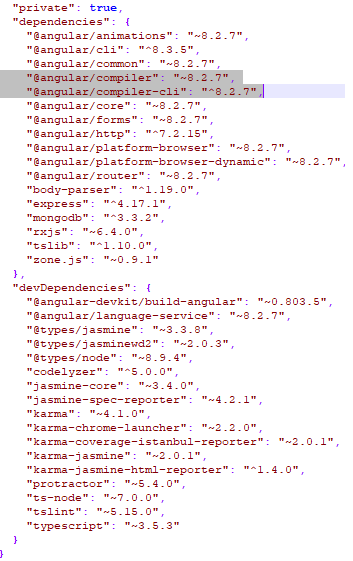 "private": true,
"dependencies": {
"@angular/animations": "~8.2.7",
"@angular/cli": "^8.3.5",
"@angular/common": "~8.2.7",
"@angular/compiler": "~8.2.7",
"@angular/compiler-cli": "^8.2.7",
"@angular/core": "~8.2.7",
"@angular/forms": "~8.2.7",
"@angular/http": "^7.2.15",
"@angular/platform-browser": "~8.2.7",
"@angular/platform-browser-dynamic": "~8.2.7",
"@angular/router": "~8.2.7",
"body-parser": "^1.19.0",
"express": "^4.17.1",
"mongodb": "^3.3.2",
"rxjs": "~6.4.0",
"tslib": "^1.10.0",
"zone.js": "~0.9.1"
},
"devDependencies": {
"@angular-devkit/build-angular": "~0.803.5",
"@angular/language-service": "~8.2.7",
"@types/jasmine": "~3.3.8",
"@types/jasminewd2": "~2.0.3",
"@types/node": "~8.9.4",
"codelyzer": "^5.0.0",
"jasmine-core": "~3.4.0",
"jasmine-spec-reporter": "~4.2.1",
"karma": "~4.1.0",
"karma-chrome-launcher": "~2.2.0",
"karma-coverage-istanbul-reporter": "~2.0.1",
"karma-jasmine": "~2.0.1",
"karma-jasmine-html-reporter": "^1.4.0",
"protractor": "~5.4.0",
"ts-node": "~7.0.0",
"tslint": "~5.15.0",
"typescript": "~3.5.3"
}
}